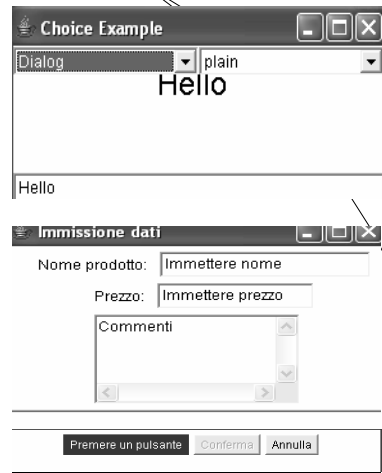 Choice Example
Dialog plain
Hello
Hello
Immissione dati
Nome prodotto: Immettere nome
Prezzo: Immettere prezzo
Commenti
Premere un pulsante Conferma Annulla